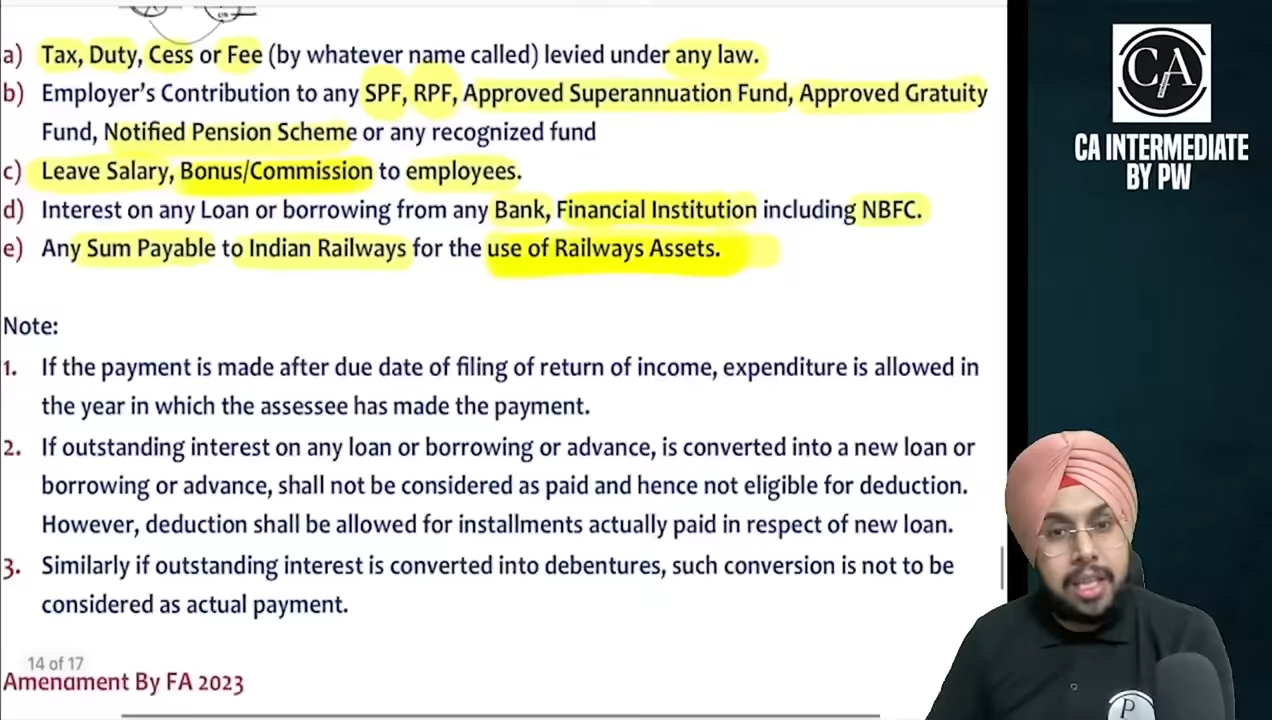 a) Tax, Duty, Cess or Fee (by whatever name called) levied under any law.
b) Employer's Contribution to any SPF, RPF, Approved Superannuation Fund, Approved Gratuity
Fund, Notified Pension Scheme or any recognized fund
c) Leave Salary, Bonus/Commission to employees.
d) Interest on any Loan or borrowing from any Bank, Financial Institution including NBFC.
e) Any Sum Payable to Indian Railways for the use of Railways Assets.
Note:
1. If the payment is made after due date of filing of return of income, expenditure is allowed in
the year in which the assessee has made the payment.
2. If outstanding interest on any loan or borrowing or advance, is converted into a new loan or
borrowing or advance, shall not be considered as paid and hence not eligible for deduction.
However, deduction shall be allowed for installments actually paid in respect of new loan.
3. Similarly if outstanding interest is converted into debentures, such conversion is not to be
considered as actual payment.
14 of 17
Amendment By FA 2023
CA
CA INTERMEDIATE
BY PW
P